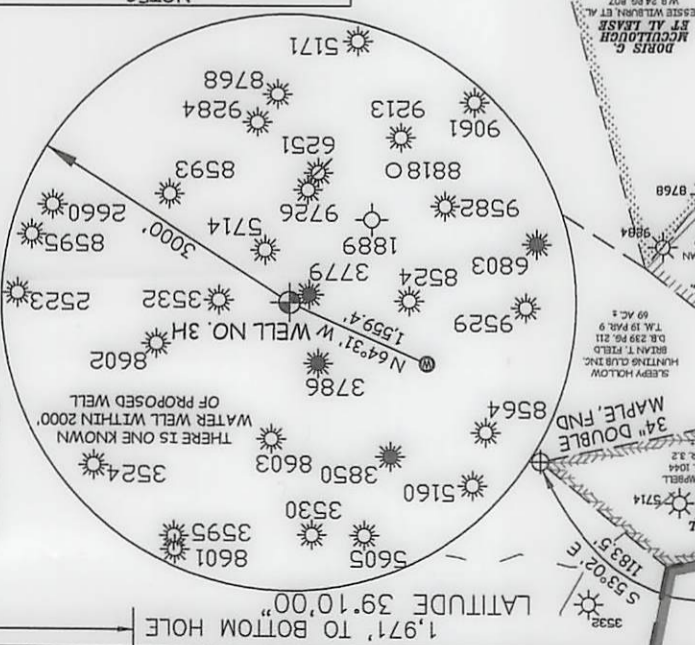 1,971' TO BOTTOM HOLE
LATITUDE 39°10'00"
3532
S 53°02' E
1183.5'
5714
34" DOUBLE
MAPLE, FND
SLEEPY HOLLOW
HUNTING CLUB INC.
BRIAN T. FIELD
D.B. 239 PG. 211
T.M. 19 PAR. 9
69 AC.±
9284
8768
DORIS C.
MCCULLOUGH
ET AL LEASE
8601
3595
5605
3530
5160
3524
3850
8603
8564
THERE IS ONE KNOWN
WATER WELL WITHIN 2000'
OF PROPOSED WELL
3786
8602
W
N 64°31' W
1,559.4'
WELL NO. 3H
9529
8524
3779
3532
2523
6803
5714
8595
1889
2660
9582
9726
8593
3000'
8818
6251
9213
9284
9061
8768
5171
NOTES